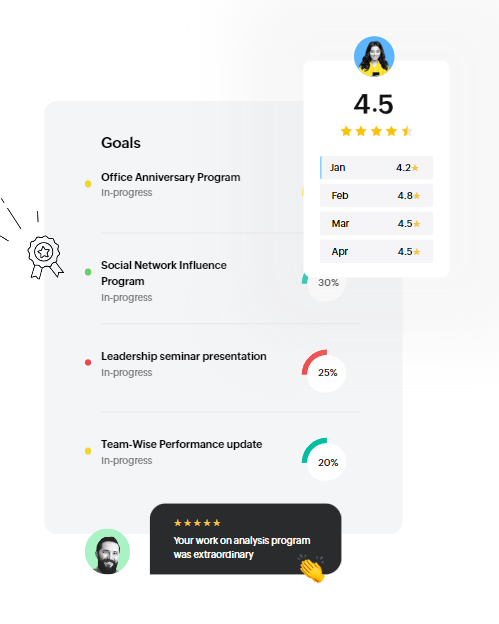 4.5
Jan 4.2
Feb 4.8
Mar 4.5
Apr 4.5
Goals
Office Anniversary Program
In-progress
Social Network Influence
Program
In-progress
30%
Leadership seminar presentation
In-progress
25%
Team-Wise Performance update
In-progress
20%
Your work on analysis program
was extraordinary